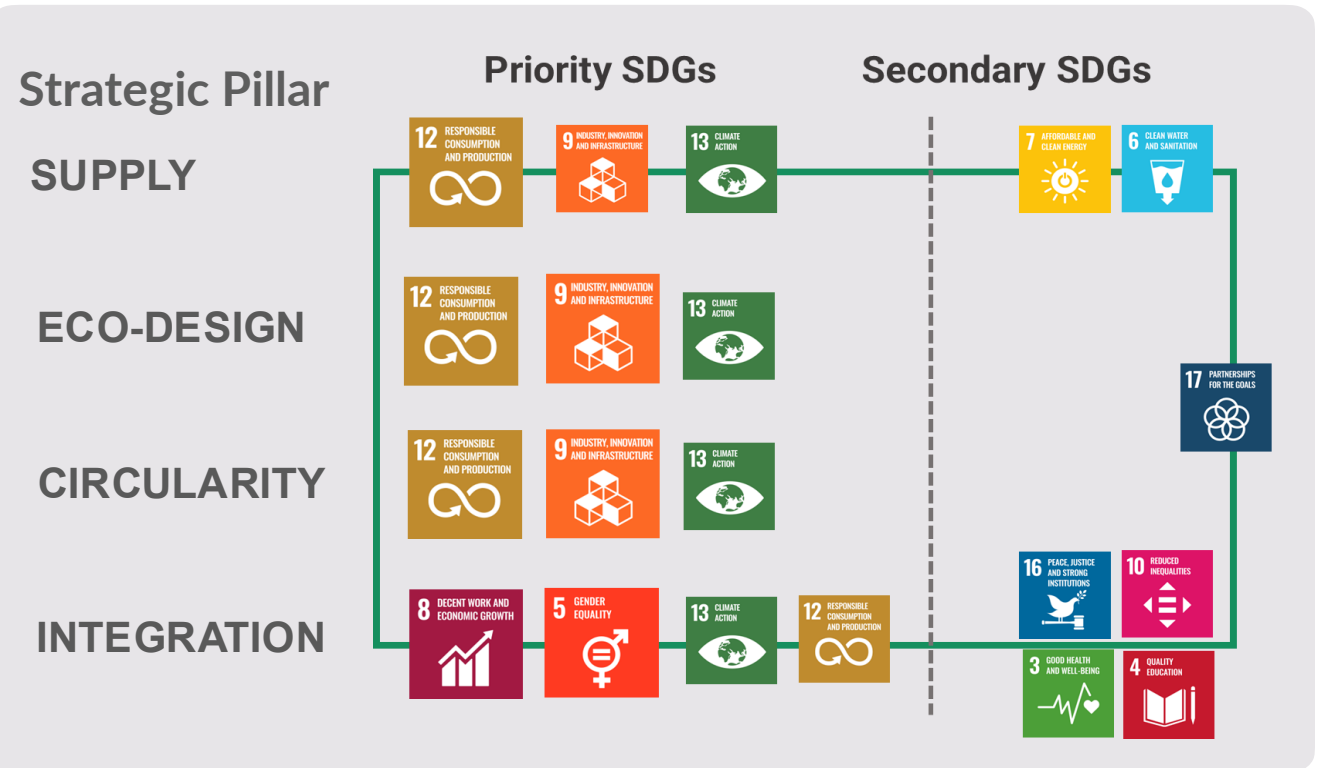 Strategic Pillar
Priority SDGs
Secondary SDGs
SUPPLY
12 RESPONSIBLE
CONSUMPTION
AND PRODUCTION
9 INDUSTRY, INNOVATION
AND INFRASTRUCTURE
13 CLIMATE
ACTION
7 AFFORDABLE AND
CLEAN ENERGY
6 CLEAN WATER
AND SANITATION
ECO-DESIGN
12 RESPONSIBLE
CONSUMPTION
AND PRODUCTION
9 INDUSTRY, INNOVATION
AND INFRASTRUCTURE
13 CLIMATE
ACTION
17 PARTNERSHIPS
FOR THE GOALS
CIRCULARITY
12 RESPONSIBLE
CONSUMPTION
AND PRODUCTION
9 INDUSTRY, INNOVATION
AND INFRASTRUCTURE
13 CLIMATE
ACTION
INTEGRATION
8 DECENT WORK AND
ECONOMIC GROWTH
5 GENDER
EQUALITY
13 CLIMATE
ACTION
12 RESPONSIBLE
CONSUMPTION
AND PRODUCTION
16 PEACE, JUSTICE
AND STRONG
INSTITUTIONS
10 REDUCED
INEQUALITIES
3 GOOD HEALTH
AND WELL-BEING
4 QUALITY
EDUCATION